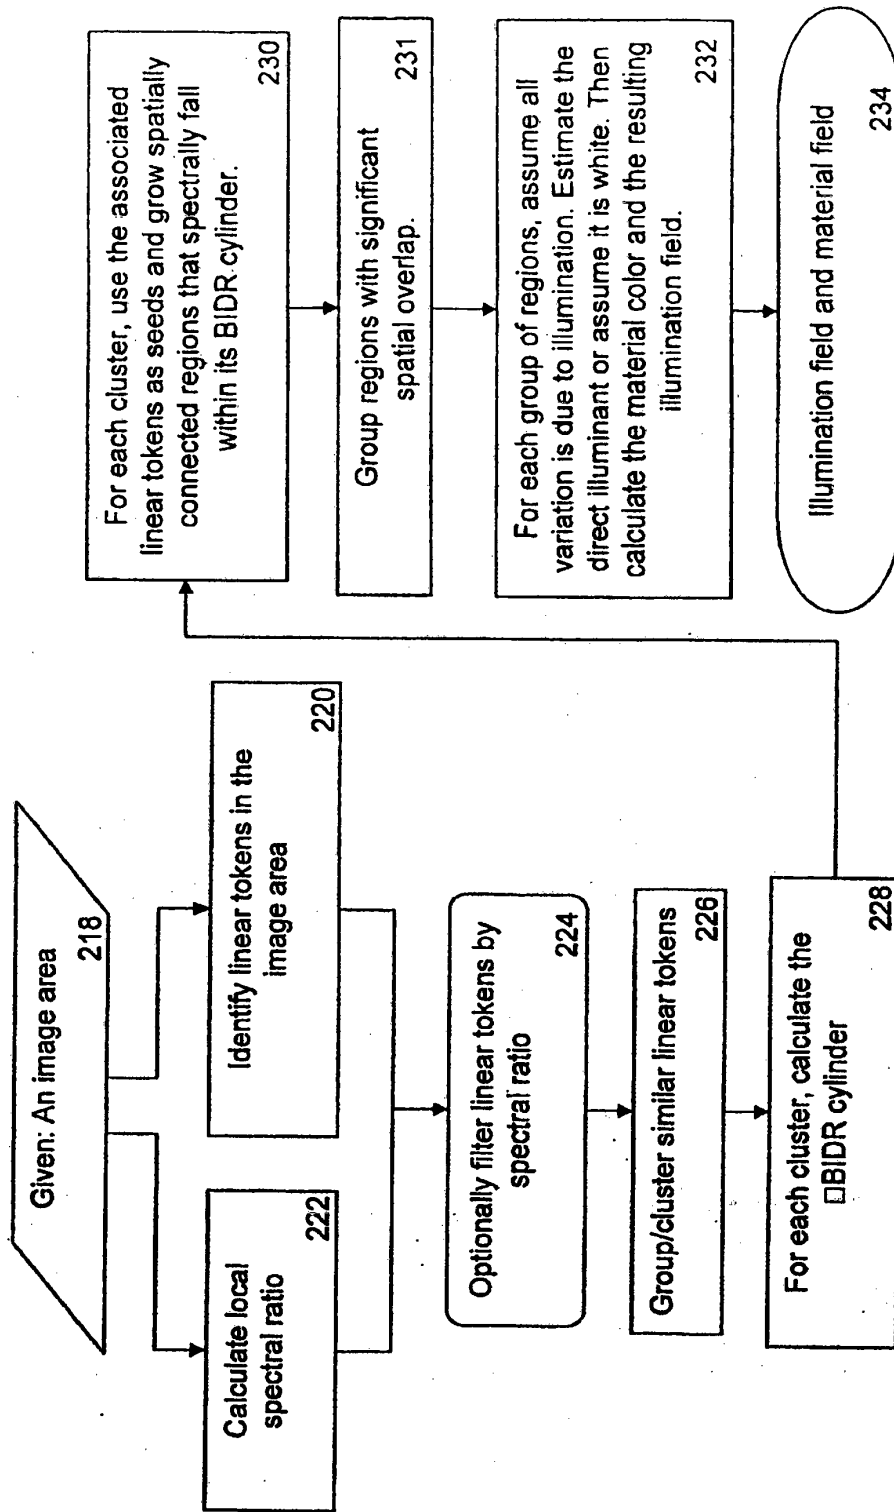 Given: An image area
218
Calculate local
spectral ratio
222
Identify linear tokens in the
image area
220
Optionally filter linear tokens by
spectral ratio
224
Group/cluster similar linear tokens
226
For each cluster, calculate the
□BIDR cylinder
228
For each cluster, use the associated
linear tokens as seeds and grow spatially
connected regions that spectrally fall
within its BIDR cylinder.
230
Group regions with significant
spatial overlap.
231
For each group of regions, assume all
variation is due to illumination. Estimate the
direct illuminant or assume it is white. Then
calculate the material color and the resulting
illumination field.
232
Illumination field and material field
234